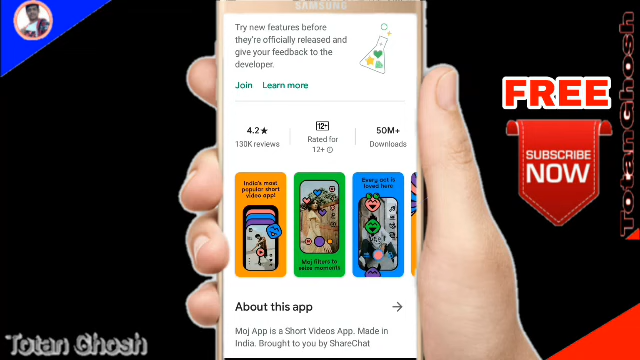 SAMSUNG
Try new features before
they're officially released and
give your feedback to the
developer.
Join Learn more
4.2★
130K reviews
12+
Rated for
12+
50M+
Downloads
India's most
popular short
video app!
Moj filters to
seize moments
Every act is
loved here
About this app
Moj App is a Short Videos App. Made in
India. Brought to you by ShareChat
FREE
SUBSCRIBE
NOW
TotanGhosh
Totan Ghosh